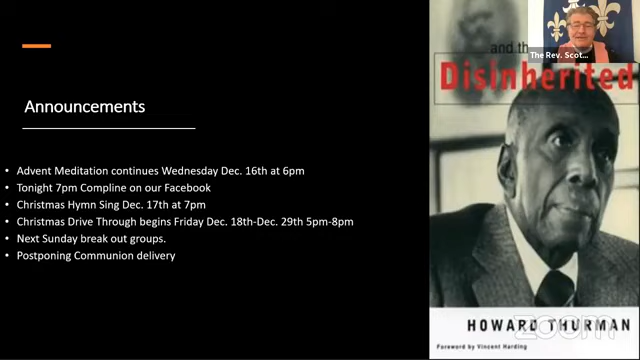 Announcements
• Advent Meditation continues Wednesday Dec. 16th at 6pm
• Tonight 7pm Compline on our Facebook
• Christmas Hymn Sing Dec. 17th at 7pm
• Christmas Drive Through begins Friday Dec. 18th-Dec. 29th 5pm-8pm
• Next Sunday break out groups.
• Postponing Communion delivery
The Rev. Scot...
and th
Disinherited
HOWARD THURMAN
Foreword by Vincent Harding
zoom